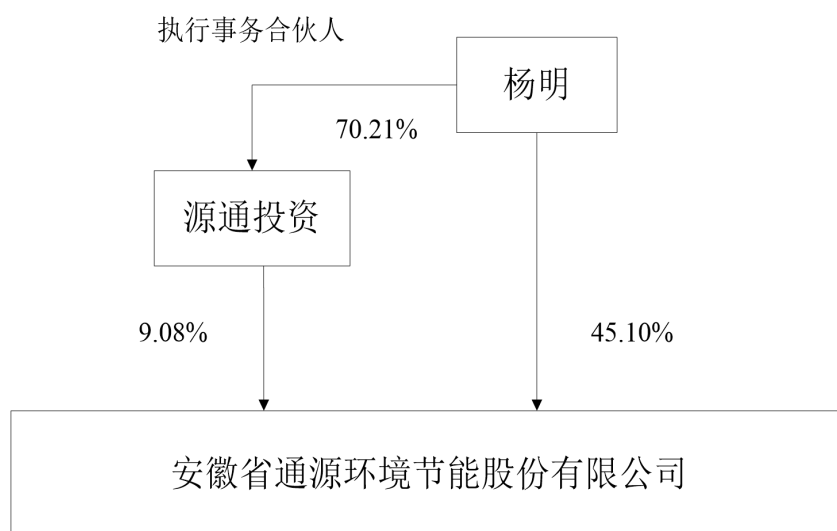 执行事务合伙人
杨明
70.21%
源通投资
9.08%
45.10%
安徽省通源环境节能股份有限公司